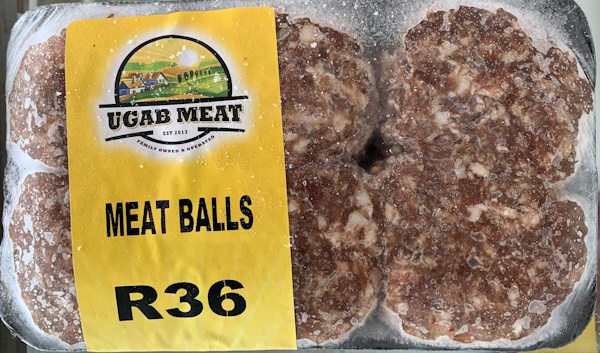 UGAB MEAT
EST 2013
FAMILY OWNED & OPERATED
MEAT BALLS
R36